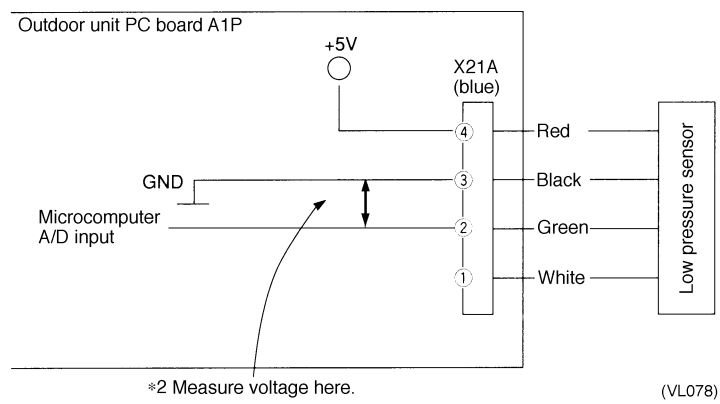 Outdoor unit PC board A1P
+5V
X21A
(blue)
4
Red
GND
3
Black
Microcomputer
A/D input
2
Green
1
White
Low pressure sensor
*2 Measure voltage here.
(VL078)